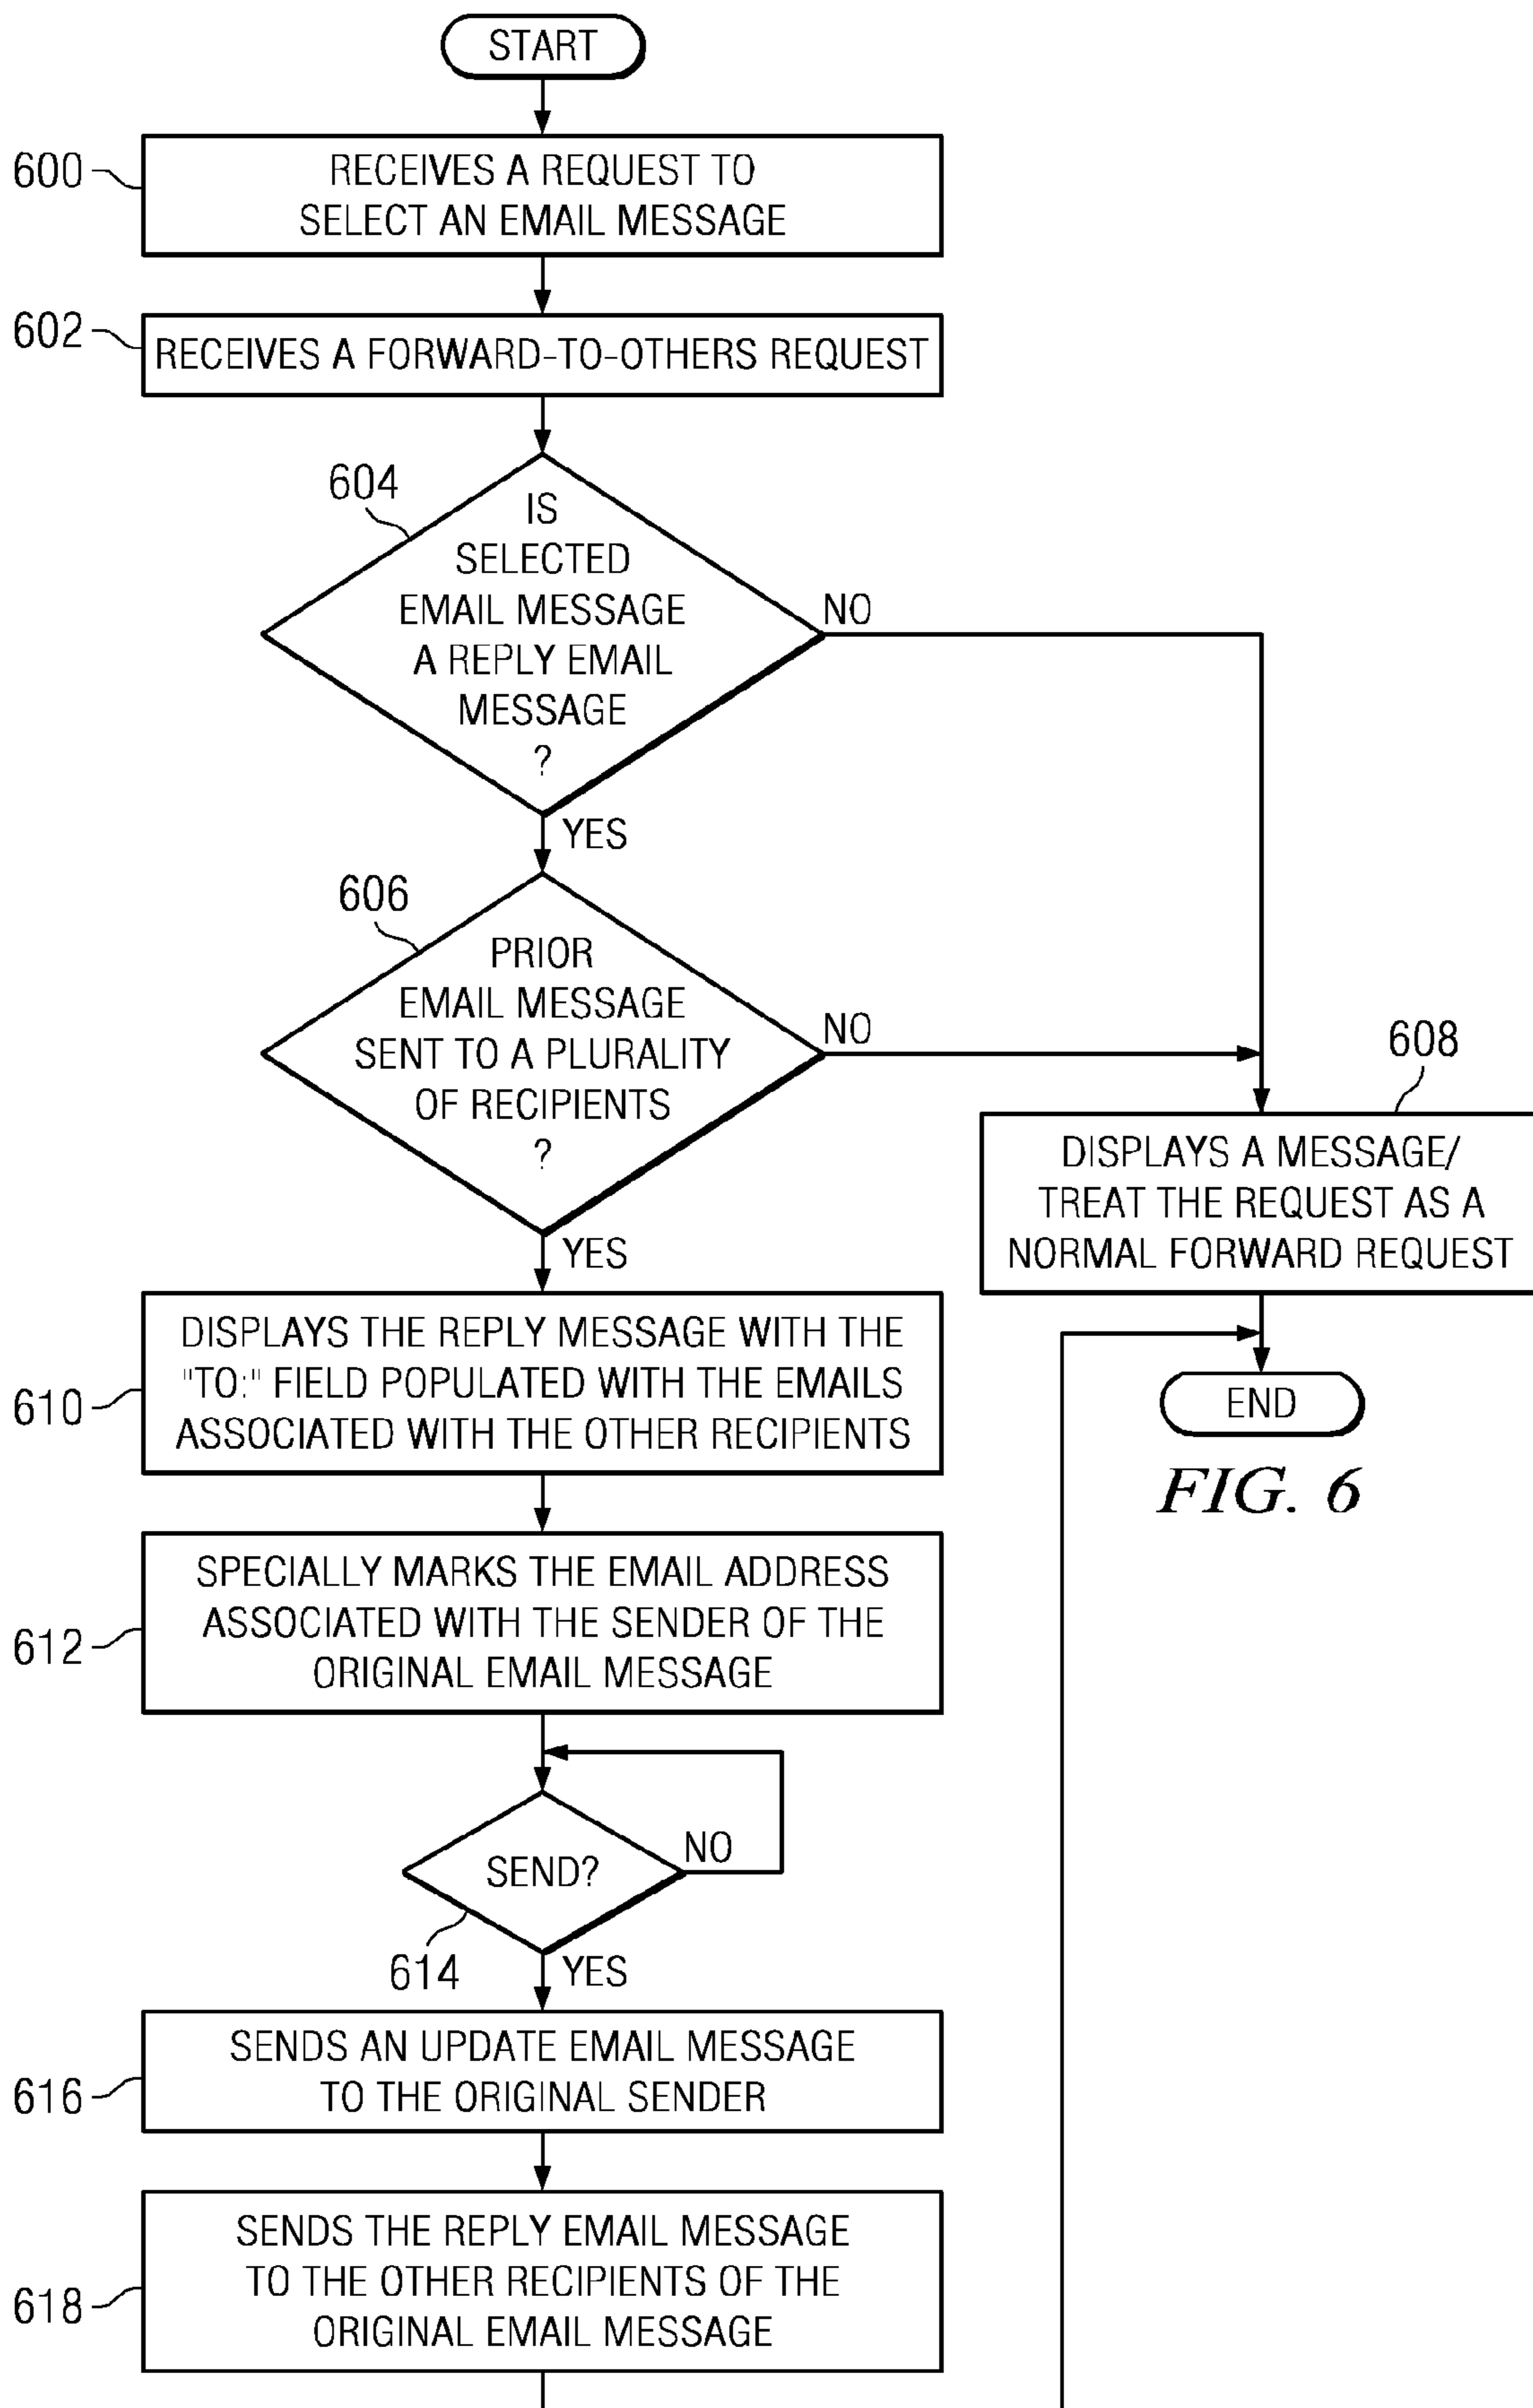 START
600
RECEIVES A REQUEST TO
SELECT AN EMAIL MESSAGE
602
RECEIVES A FORWARD-TO-OTHERS REQUEST
604
IS
SELECTED
EMAIL MESSAGE
A REPLY EMAIL
MESSAGE
?
NO
YES
606
PRIOR
EMAIL MESSAGE
SENT TO A PLURALITY
OF RECIPIENTS
?
NO
YES
608
DISPLAYS A MESSAGE/
TREAT THE REQUEST AS A
NORMAL FORWARD REQUEST
END
FIG. 6
610
DISPLAYS THE REPLY MESSAGE WITH THE
"TO:" FIELD POPULATED WITH THE EMAILS
ASSOCIATED WITH THE OTHER RECIPIENTS
612
SPECIALLY MARKS THE EMAIL ADDRESS
ASSOCIATED WITH THE SENDER OF THE
ORIGINAL EMAIL MESSAGE
SEND?
NO
614
YES
616
SENDS AN UPDATE EMAIL MESSAGE
TO THE ORIGINAL SENDER
618
SENDS THE REPLY EMAIL MESSAGE
TO THE OTHER RECIPIENTS OF THE
ORIGINAL EMAIL MESSAGE